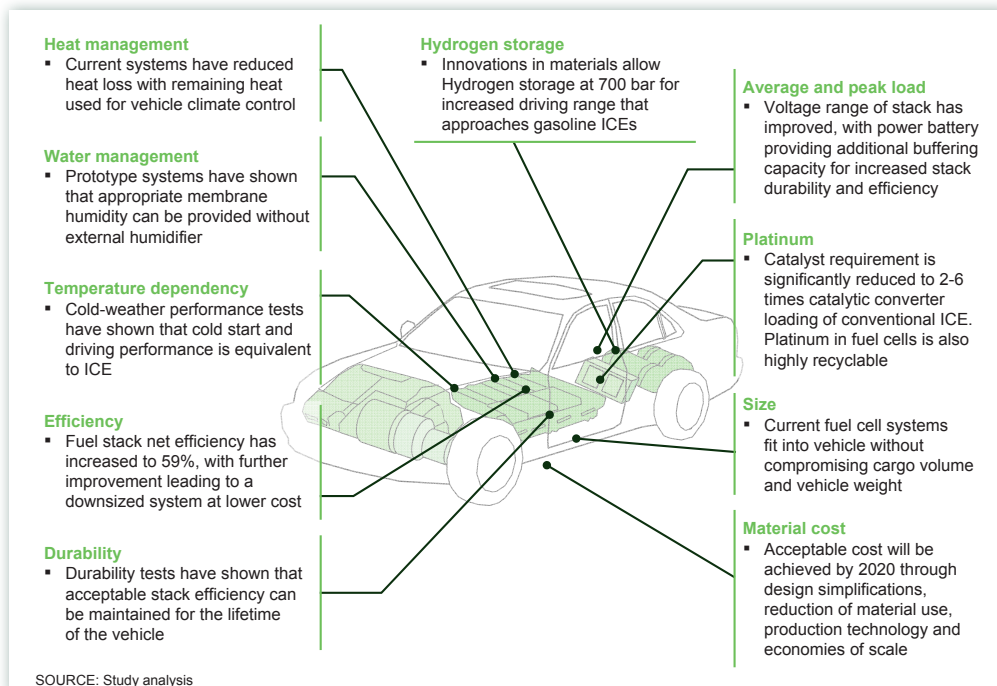 Heat management
▪ Current systems have reduced
heat loss with remaining heat
used for vehicle climate control
Water management
▪ Prototype systems have shown
that appropriate membrane
humidity can be provided without
external humidifier
Temperature dependency
▪ Cold-weather performance tests
have shown that cold start and
driving performance is equivalent
to ICE
Efficiency
▪ Fuel stack net efficiency has
increased to 59%, with further
improvement leading to a
downsized system at lower cost
Durability
▪ Durability tests have shown that
acceptable stack efficiency can
be maintained for the lifetime
of the vehicle
Hydrogen storage
▪ Innovations in materials allow
Hydrogen storage at 700 bar for
increased driving range that
approaches gasoline ICEs
Average and peak load
▪ Voltage range of stack has
improved, with power battery
providing additional buffering
capacity for increased stack
durability and efficiency
Platinum
▪ Catalyst requirement is
significantly reduced to 2-6
times catalytic converter
loading of conventional ICE.
Platinum in fuel cells is also
highly recyclable
Size
▪ Current fuel cell systems
fit into vehicle without
compromising cargo volume
and vehicle weight
Material cost
▪ Acceptable cost will be
achieved by 2020 through
design simplifications,
reduction of material use,
production technology and
economies of scale
SOURCE: Study analysis